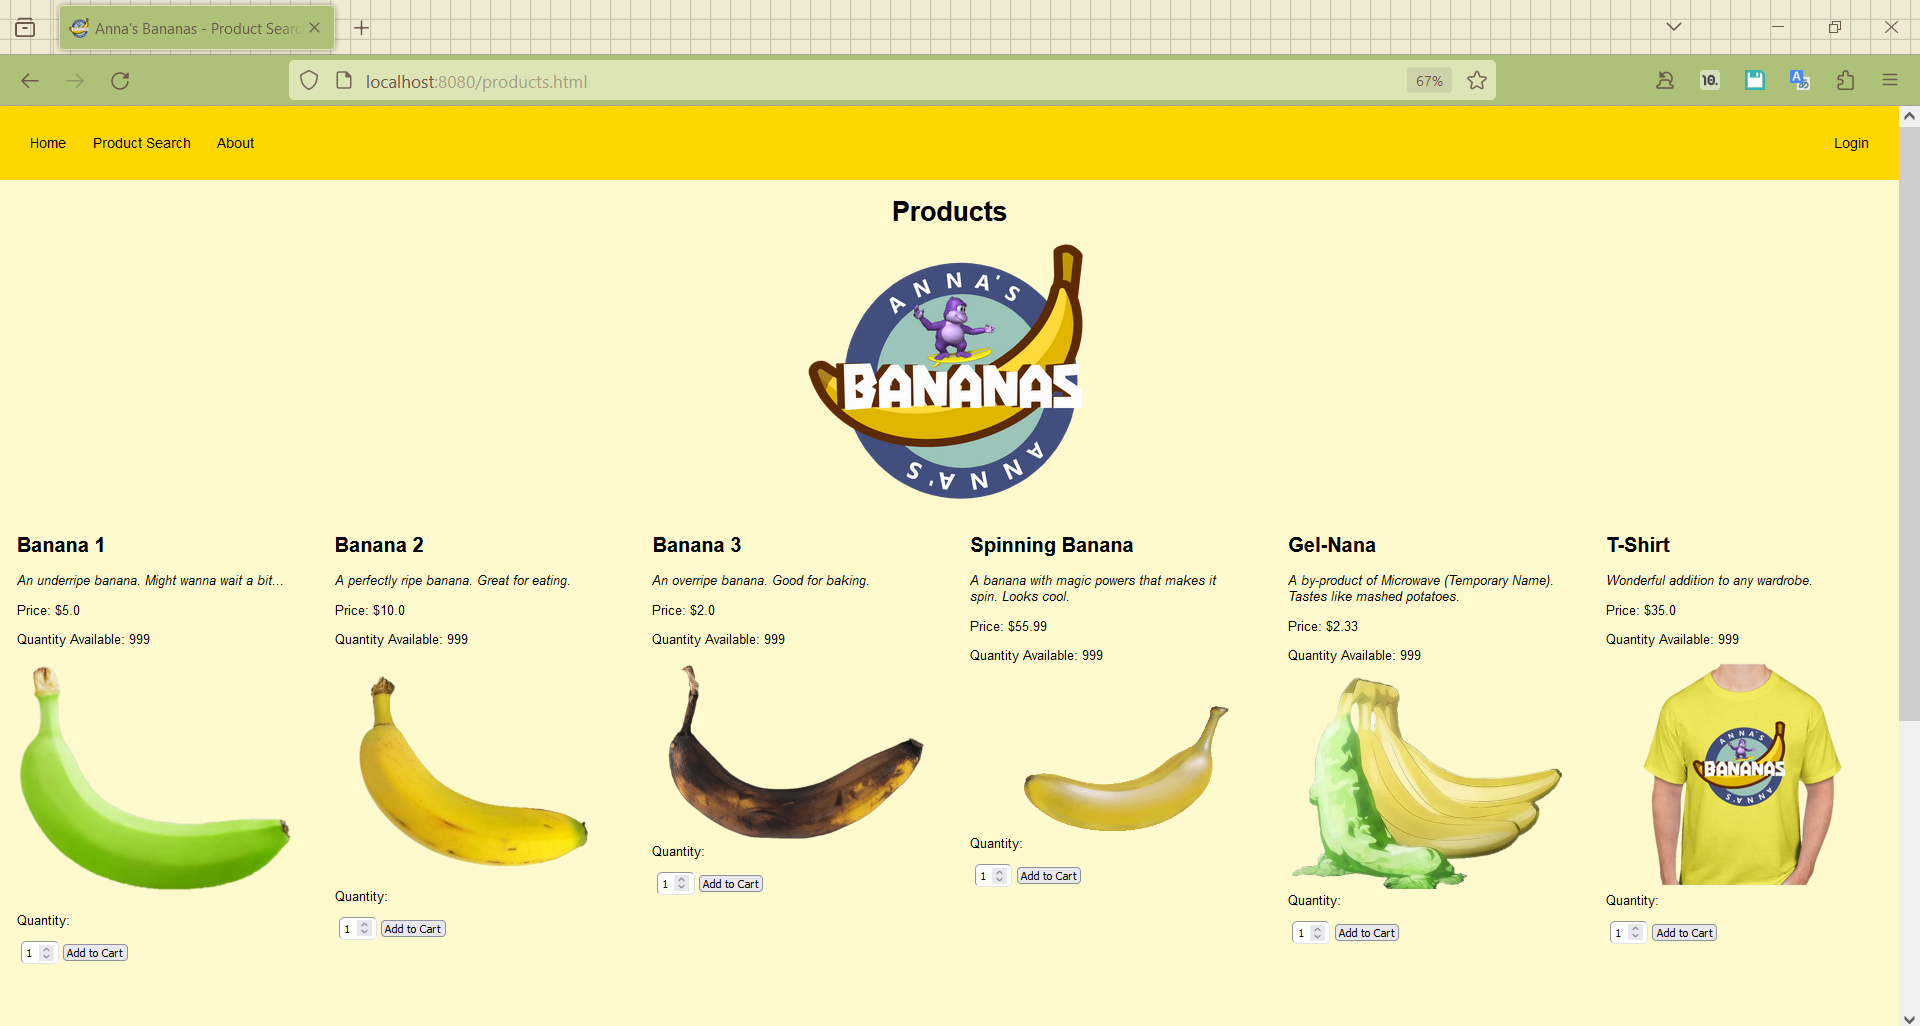 Anna's Bananas - Product Searc
localhost:8080/products.html
67%
10.
A
Home
Product Search
About
Login
Products
ANNA'S
BANANAS
ANNA'S
Banana 1
An underripe banana. Might wanna wait a bit...
Price: $5.0
Quantity Available: 999
Quantity:
1
Add to Cart
Banana 2
A perfectly ripe banana. Great for eating.
Price: $10.0
Quantity Available: 999
Quantity:
1
Add to Cart
Banana 3
An overripe banana. Good for baking.
Price: $2.0
Quantity Available: 999
Quantity:
1
Add to Cart
Spinning Banana
A banana with magic powers that makes it
spin. Looks cool.
Price: $55.99
Quantity Available: 999
Quantity:
1
Add to Cart
Gel-Nana
A by-product of Microwave (Temporary Name).
Tastes like mashed potatoes.
Price: $2.33
Quantity Available: 999
Quantity:
1
Add to Cart
T-Shirt
Wonderful addition to any wardrobe.
Price: $35.0
Quantity Available: 999
ANNA'S
BANANAS
ANNA'S
Quantity:
1
Add to Cart